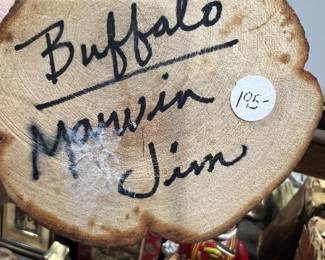 Buffalo
Marvin
195-
Jim